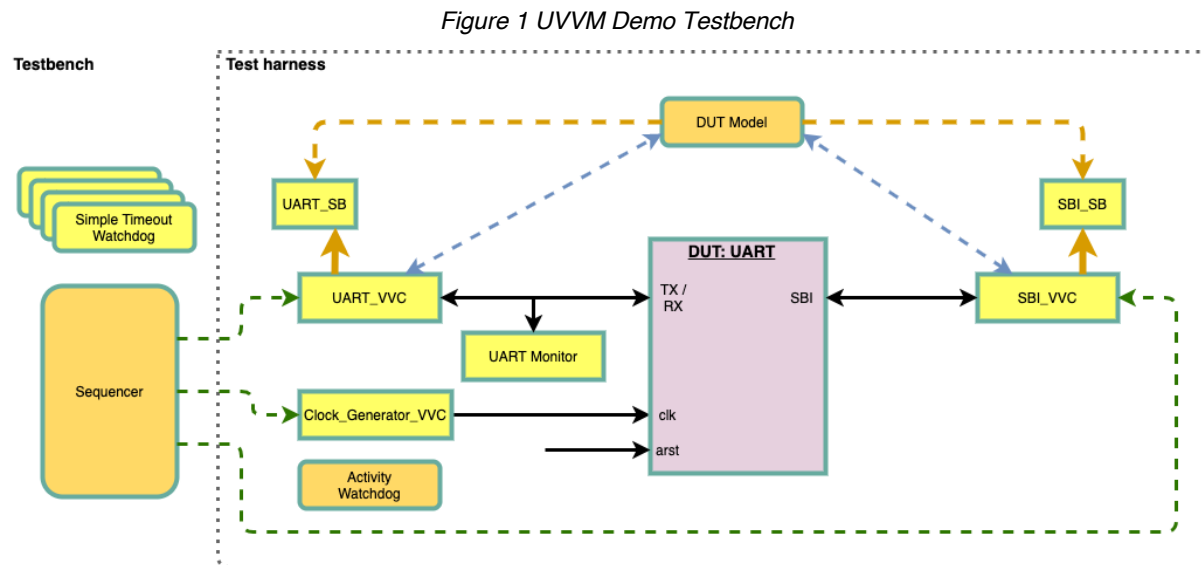 Figure 1 UVVM Demo Testbench
Testbench
Test harness
DUT Model
UART_SB
SBI_SB
Simple Timeout
Watchdog
DUT: UART
UART_VVC
TX /
RX
SBI
SBI_VVC
UART Monitor
Sequencer
Clock_Generator_VVC
clk
arst
Activity
Watchdog